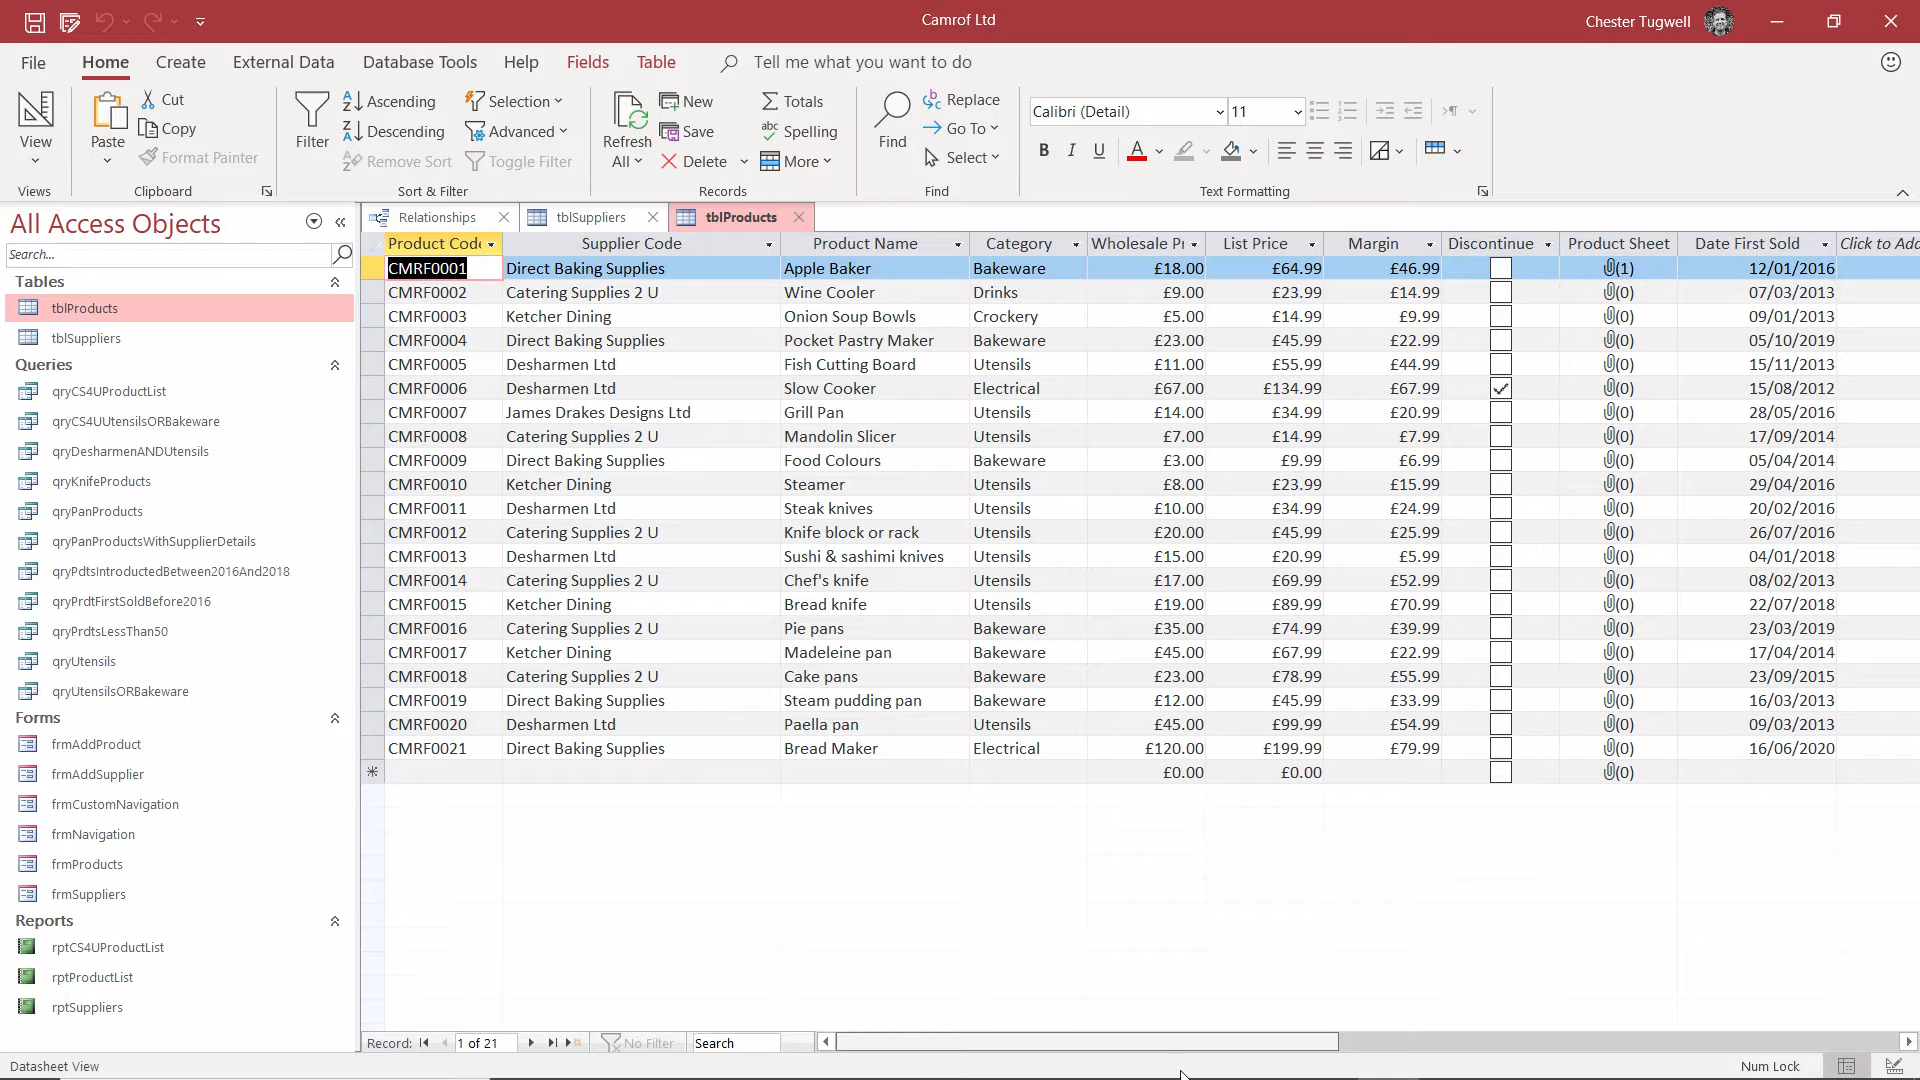 Camrof Ltd
Chester Tugwell
File Home Create External Data Database Tools Help Fields Table Tell me what you want to do
View
Views
Paste
Cut
Copy
Format Painter
Clipboard
Filter
Ascending
Descending
Remove Sort
Selection
Advanced
Toggle Filter
Sort & Filter
Refresh
All
New
Save
Delete
Totals
Spelling
More
Records
Find
Replace
Go To
Select
Find
Calibri (Detail) 11
B I U A
Text Formatting
All Access Objects
Search...
Tables
tblProducts
tblSuppliers
Queries
qryCS4UProductList
qryCS4UUtensilsORBakeware
qryDesharmenANDUtensils
qryKnifeProducts
qryPanProducts
qryPanProductsWithSupplierDetails
qryPdtsIntroductedBetween2016And2018
qryPrdtFirstSoldBefore2016
qryPrdtsLessThan50
qryUtensils
qryUtensilsORBakeware
Forms
frmAddProduct
frmAddSupplier
frmCustomNavigation
frmNavigation
frmProducts
frmSuppliers
Reports
rptCS4UProductList
rptProductList
rptSuppliers
Relationships tblSuppliers tblProducts
Product Code Supplier Code Product Name Category Wholesale Pr List Price Margin Discontinue Product Sheet Date First Sold Click to Add
CMRF0001 Direct Baking Supplies Apple Baker Bakeware £18.00 £64.99 £46.99 (1) 12/01/2016
CMRF0002 Catering Supplies 2 U Wine Cooler Drinks £9.00 £23.99 £14.99 (0) 07/03/2013
CMRF0003 Ketcher Dining Onion Soup Bowls Crockery £5.00 £14.99 £9.99 (0) 09/01/2013
CMRF0004 Direct Baking Supplies Pocket Pastry Maker Bakeware £23.00 £45.99 £22.99 (0) 05/10/2019
CMRF0005 Desharmen Ltd Fish Cutting Board Utensils £11.00 £55.99 £44.99 (0) 15/11/2013
CMRF0006 Desharmen Ltd Slow Cooker Electrical £67.00 £134.99 £67.99 (0) 15/08/2012
CMRF0007 James Drakes Designs Ltd Grill Pan Utensils £14.00 £34.99 £20.99 (0) 28/05/2016
CMRF0008 Catering Supplies 2 U Mandolin Slicer Utensils £7.00 £14.99 £7.99 (0) 17/09/2014
CMRF0009 Direct Baking Supplies Food Colours Bakeware £3.00 £9.99 £6.99 (0) 05/04/2014
CMRF0010 Ketcher Dining Steamer Utensils £8.00 £23.99 £15.99 (0) 29/04/2016
CMRF0011 Desharmen Ltd Steak knives Utensils £10.00 £34.99 £24.99 (0) 20/02/2016
CMRF0012 Catering Supplies 2 U Knife block or rack Utensils £20.00 £45.99 £25.99 (0) 26/07/2016
CMRF0013 Desharmen Ltd Sushi & sashimi knives Utensils £15.00 £20.99 £5.99 (0) 04/01/2018
CMRF0014 Catering Supplies 2 U Chef's knife Utensils £17.00 £69.99 £52.99 (0) 08/02/2013
CMRF0015 Ketcher Dining Bread knife Utensils £19.00 £89.99 £70.99 (0) 22/07/2018
CMRF0016 Catering Supplies 2 U Pie pans Bakeware £35.00 £74.99 £39.99 (0) 23/03/2019
CMRF0017 Ketcher Dining Madeleine pan Bakeware £45.00 £67.99 £22.99 (0) 17/04/2014
CMRF0018 Catering Supplies 2 U Cake pans Bakeware £23.00 £78.99 £55.99 (0) 23/09/2015
CMRF0019 Direct Baking Supplies Steam pudding pan Bakeware £12.00 £45.99 £33.99 (0) 16/03/2013
CMRF0020 Desharmen Ltd Paella pan Utensils £45.00 £99.99 £54.99 (0) 09/03/2013
CMRF0021 Direct Baking Supplies Bread Maker Electrical £120.00 £199.99 £79.99 (0) 16/06/2020
£0.00 £0.00 (0)
Record: 1 of 21 No Filter Search
Datasheet View Num Lock